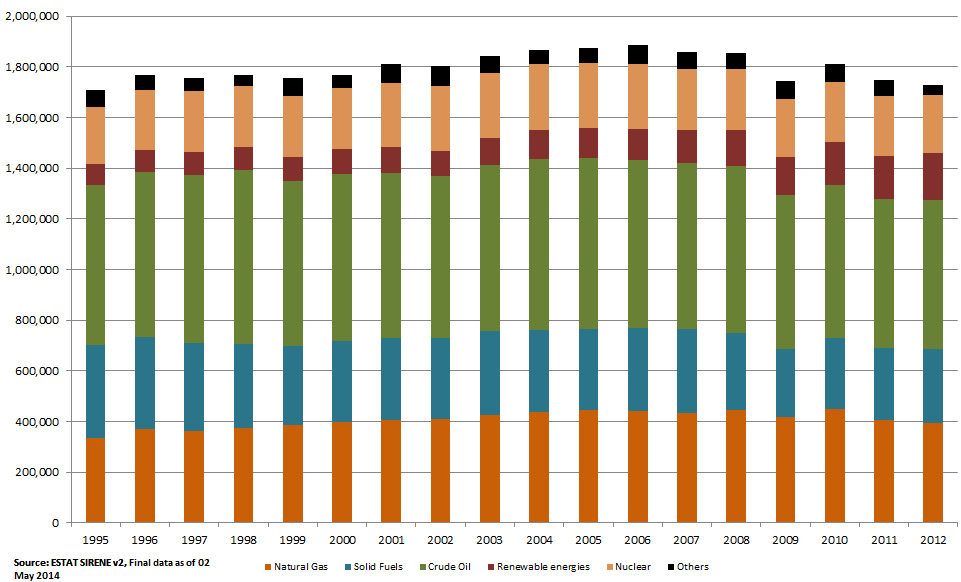 2,000,000
1,800,000
1,600,000
1,400,000
1,200,000
1,000,000
800,000
600,000
400,000
200,000
0
1995 1996 1997 1998 1999 2000 2001 2002 2003 2004 2005 2006 2007 2008 2009 2010 2011 2012
Source: ESTAT SIRENE v2, Final data as of 02
May 2014
Natural Gas Solid Fuels Crude Oil Renewable energies Nuclear Others